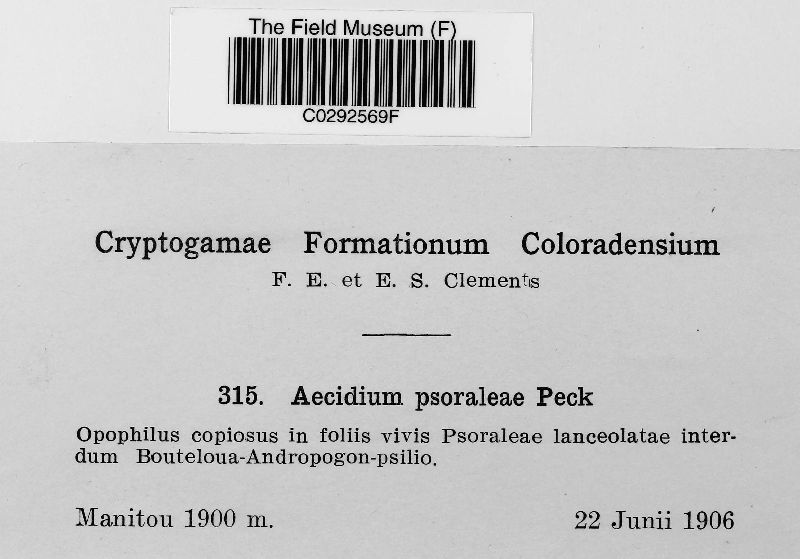 The Field Museum (F)
C0292569F
Cryptogamae Formationum Coloradensium
F. E. et E. S. Clements
315. Aecidium psoraleae Peck
Opophilus copiosus in foliis vivis Psoraleae lanceolatae inter-
dum Bouteloua-Andropogon-psilio.
Manitou 1900 m. 22 Junii 1906